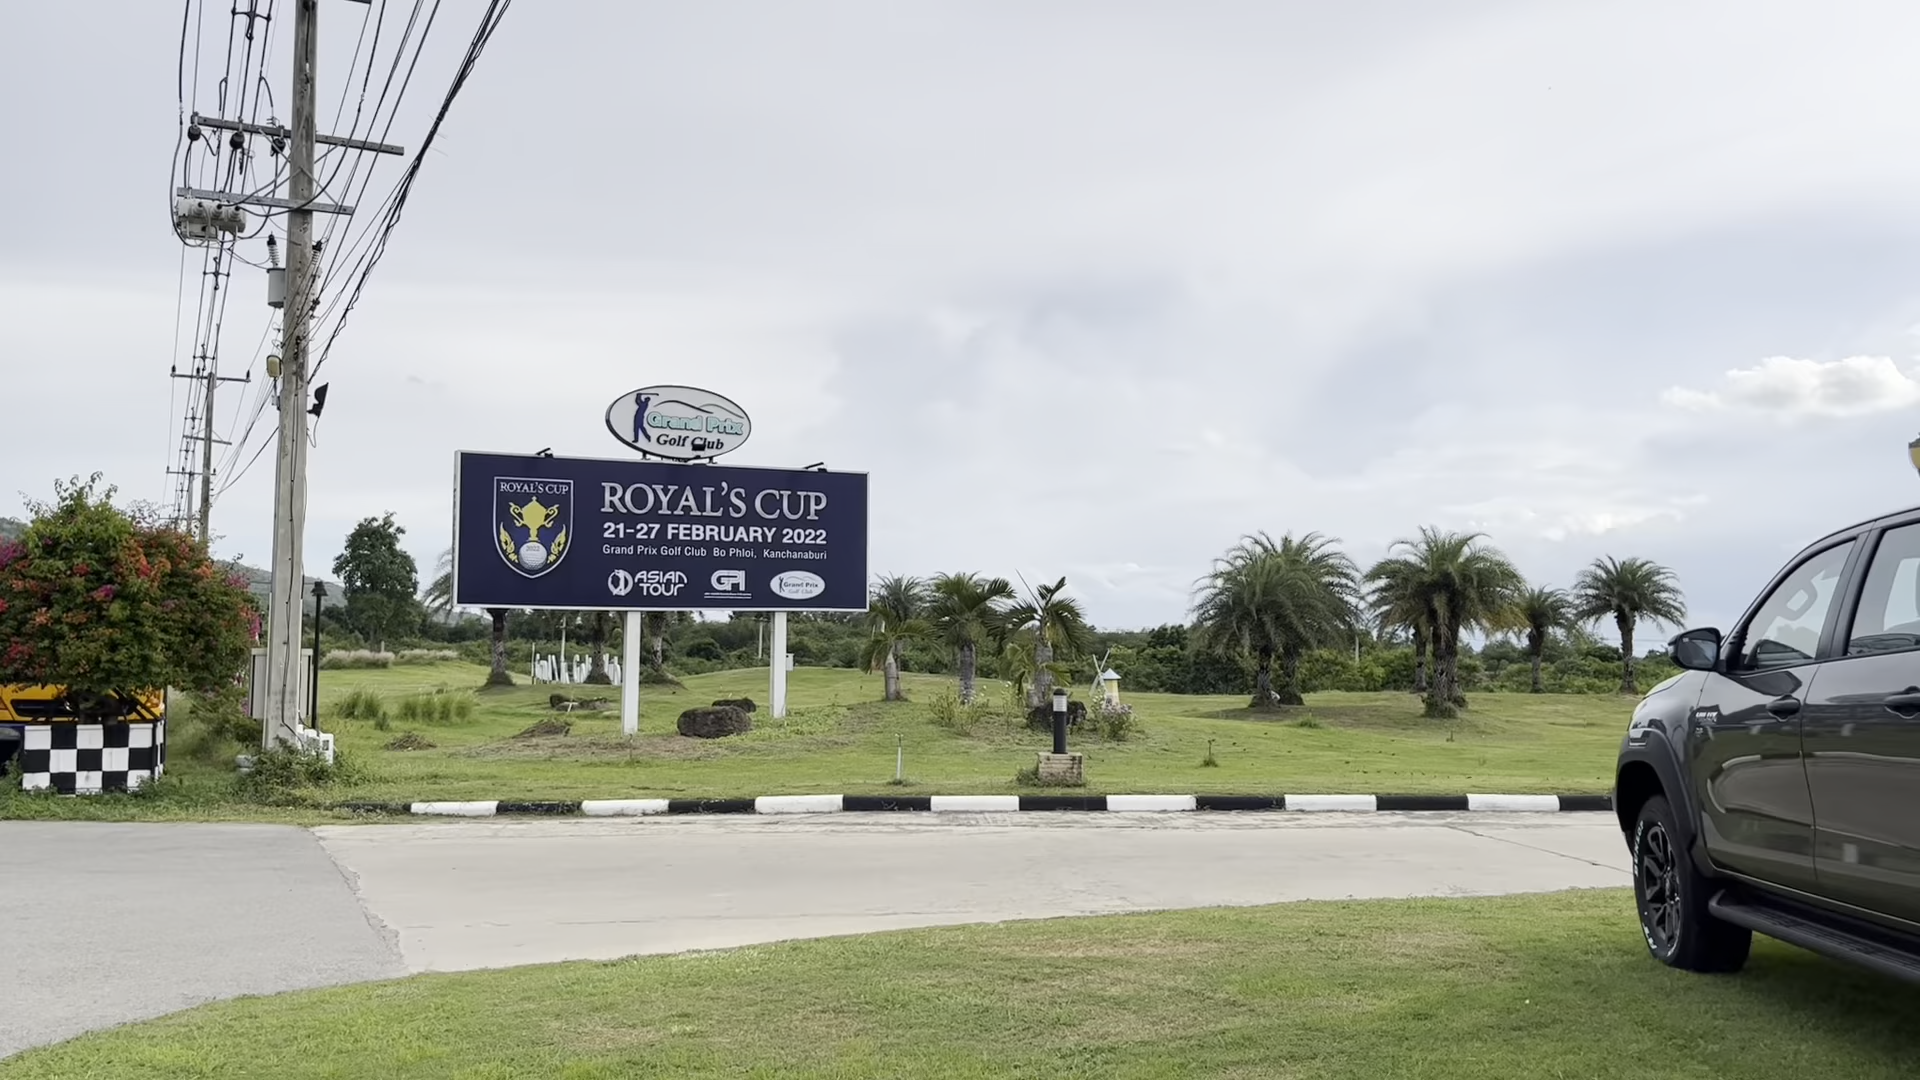 Grand Prix
Golf Club
ROYAL'S CUP
2022
ROYAL'S CUP
21-27 FEBRUARY 2022
Grand Prix Golf Club Bo Phloi, Kanchanaburi
ASIAN
TOUR
GPI
Grand Prix
Golf Club